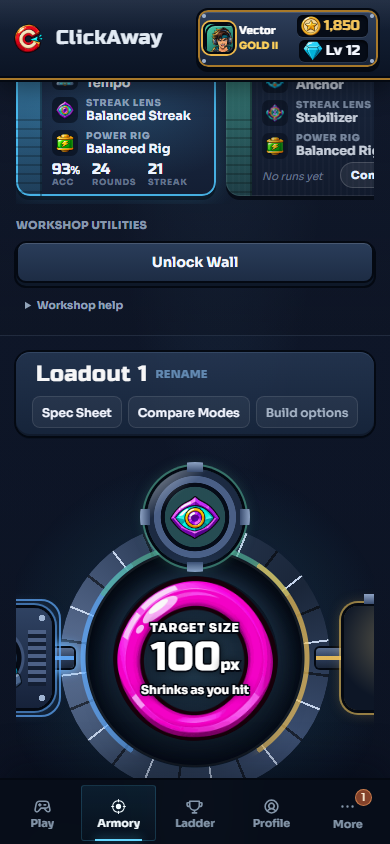 ClickAway
Vector
GOLD II
1,850
Lv 12
Tempo
STREAK LENS
Balanced Streak
POWER RIG
Balanced Rig
93% 24 21
ACC ROUNDS STREAK
Anchor
STREAK LENS
Stabilizer
POWER RIG
Balanced Ri
No runs yet
WORKSHOP UTILITIES
Unlock Wall
Workshop help
Loadout 1 RENAME
Spec Sheet
Compare Modes
Build options
TARGET SIZE
100px
Shrinks as you hit
Play
Armory
Ladder
Profile
1
More